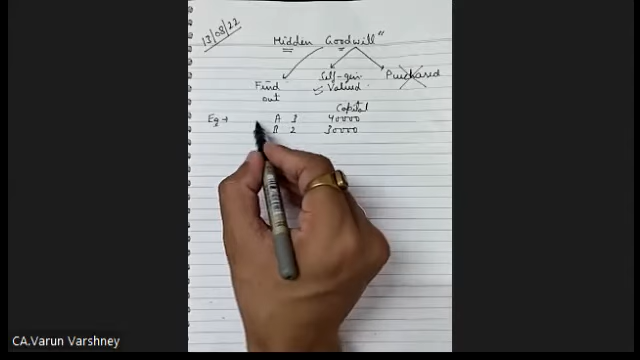 13/08/22
Hidden Goodwill"
Find out
Self-gen Valued
Purchased
Capital
Eg → A 3 40000
B 2 30000
CA.Varun Varshney